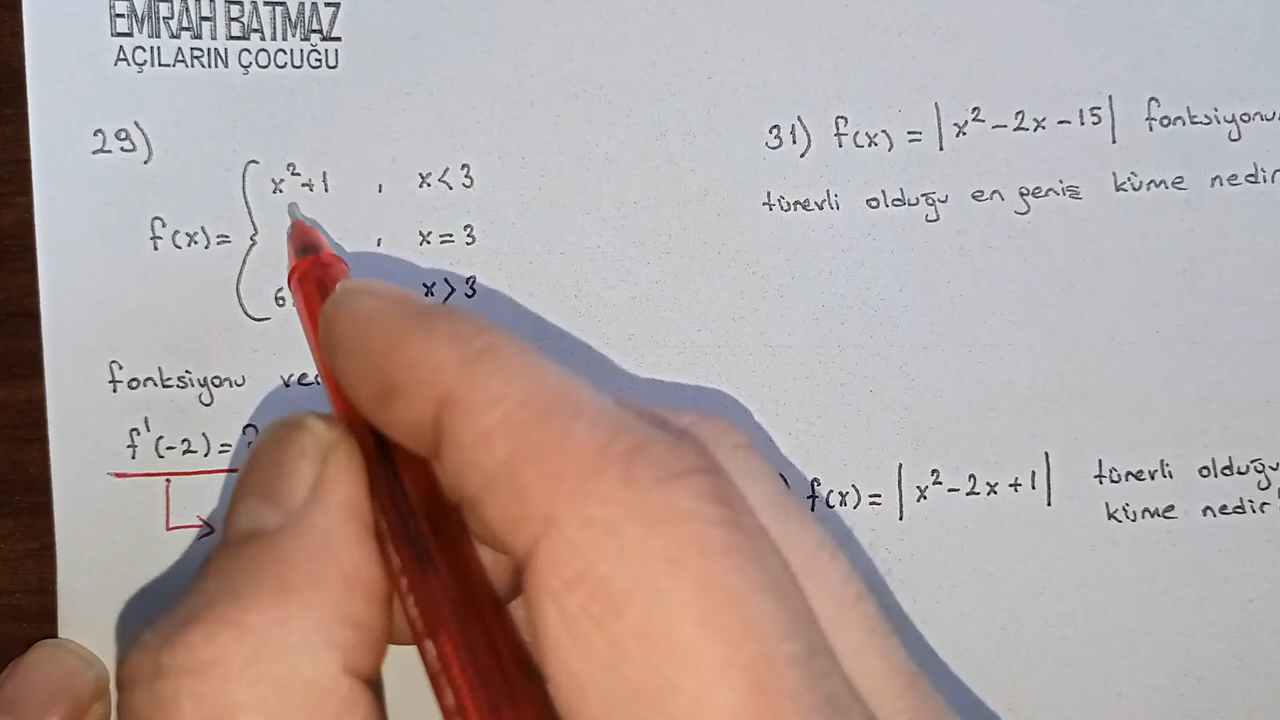 EMRAH BATMAZ
AÇILARIN ÇOCUĞU
29)
x²+1 , x<3
f(x)= , x=3
6 x>3
fonksiyonu
f'(-2)=?
31) f(x) = |x²-2x-15| fonksiyonu
türevli olduğu en geniş küme nedir
f(x)= |x²-2x+1| türevli olduğu
küme nedir